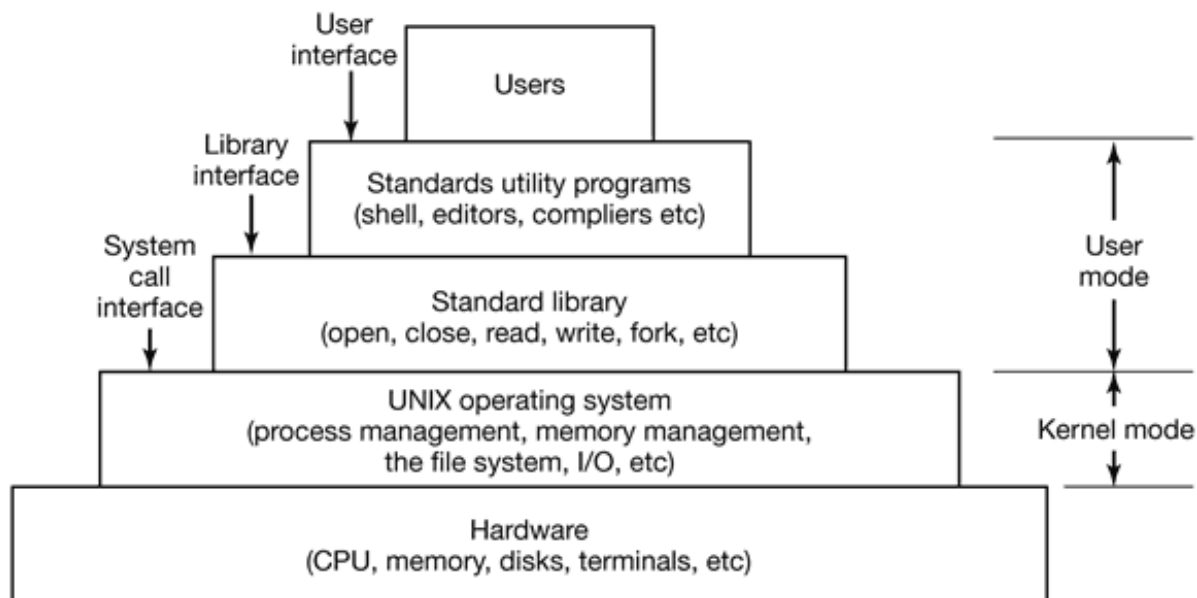 User
interface
Users
Library
interface
Standards utility programs
(shell, editors, compliers etc)
System
call
interface
User
mode
Standard library
(open, close, read, write, fork, etc)
UNIX operating system
(process management, memory management,
the file system, I/O, etc)
Kernel mode
Hardware
(CPU, memory, disks, terminals, etc)